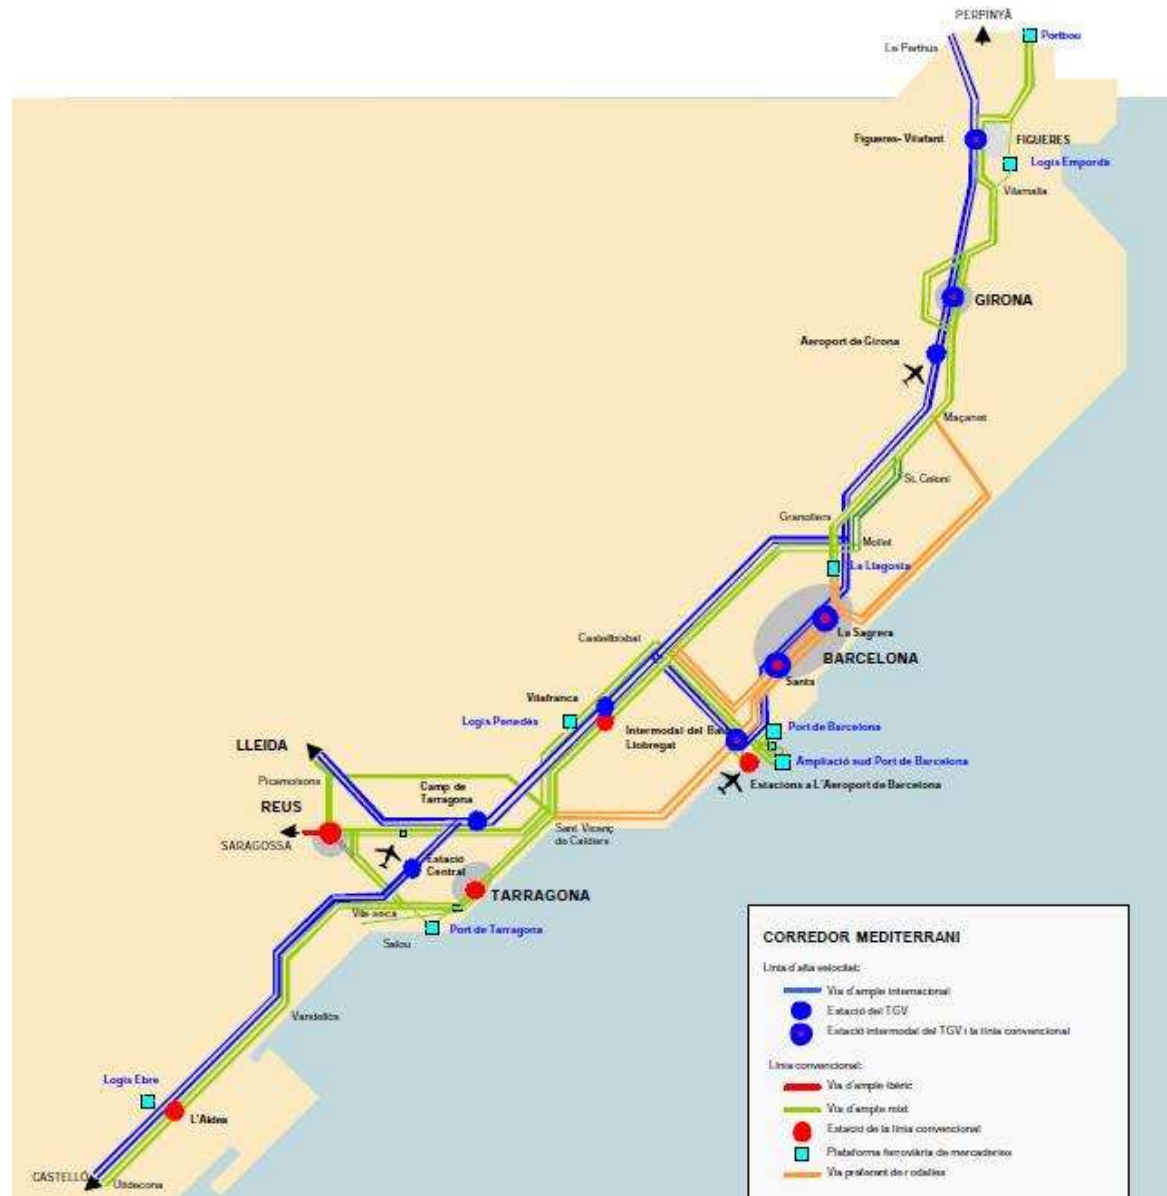 PERPINYÀ
Le Perthús
Portbou
Figueres- Vilafant
FIGUERES
Logis Empordà
Vilamalla
GIRONA
Aeroport de Girona
Maçanet
St. Celoni
Granollers
Mollet
La Llagosta
La Sagrera
Castellbisbal
BARCELONA
Sants
Vilafranca
Logis Penedès
Intermodal del Baix
Llobregat
Port de Barcelona
LLEIDA
Ampliació sud Port de Barcelona
Picamoixons
Camp de
Tarragona
Estacions a L'Aeroport de Barcelona
REUS
SARAGOSSA
Sant Vicenç
de Calders
Estació
Central
TARRAGONA
Vila-seca
Port de Tarragona
Salou
Vandellòs
Logis Ebre
L'Aldea
CASTELLÓ
Ulldecona
CORREDOR MEDITERRANI
Línia d'alta velocitat:
Via d'ample internacional
Estació del TGV
Estació intermodal del TGV i la línia convencional
Línia convencional:
Via d'ample ibèric
Via d'ample mixt
Estació de la línia convencional
Plataforma ferroviària de mercaderies
Via preferent de rodalies